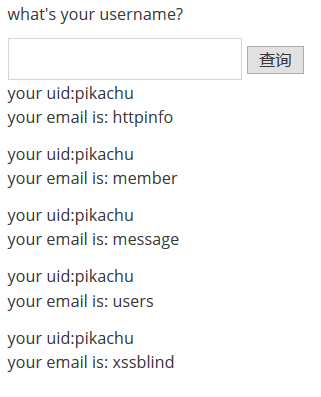 what's your username?
查询
your uid:pikachu
your email is: httpinfo
your uid:pikachu
your email is: member
your uid:pikachu
your email is: message
your uid:pikachu
your email is: users
your uid:pikachu
your email is: xssblind